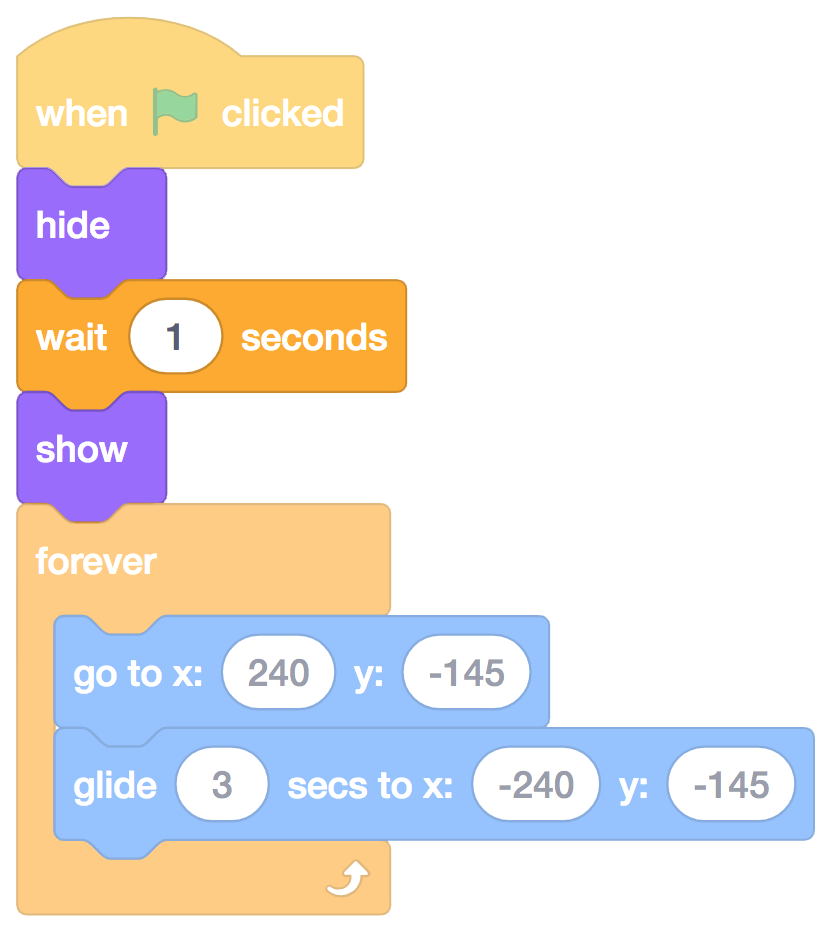 when clicked
hide
wait 1 seconds
show
forever
go to x: 240 y: -145
glide 3 secs to x: -240 y: -145